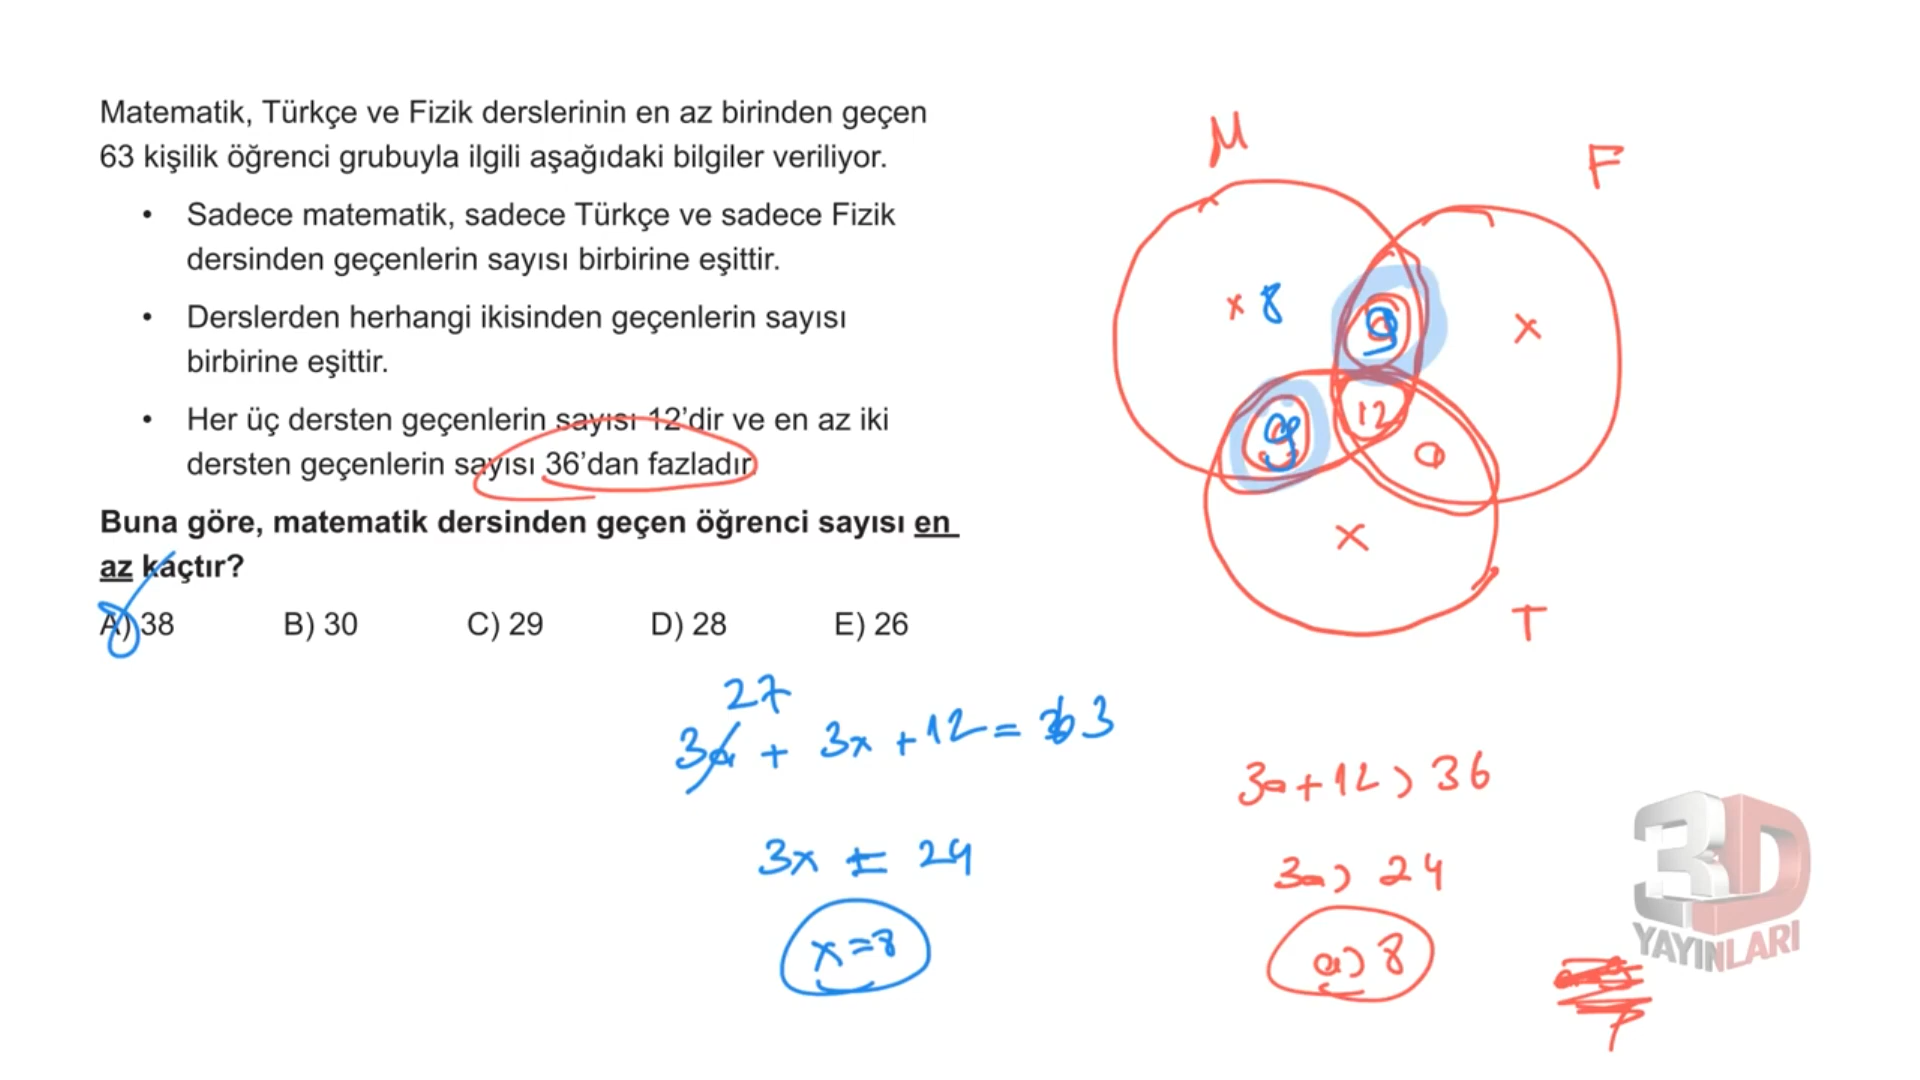 Matematik, Türkçe ve Fizik derslerinin en az birinden geçen
63 kişilik öğrenci grubuyla ilgili aşağıdaki bilgiler veriliyor.
• Sadece matematik, sadece Türkçe ve sadece Fizik
dersinden geçenlerin sayısı birbirine eşittir.
• Derslerden herhangi ikisinden geçenlerin sayısı
birbirine eşittir.
• Her üç dersten geçenlerin sayısı 12'dir ve en az iki
dersten geçenlerin sayısı 36'dan fazladır.
Buna göre, matematik dersinden geçen öğrenci sayısı en
az kaçtır?
A) 38 B) 30 C) 29 D) 28 E) 26
M
F
x 8
9
x
9
12
a
x
T
27
3a + 3x + 12 = 63
3x = 24
x = 8
3a + 12 > 36
3a > 24
a > 8
3D
YAYINLARI